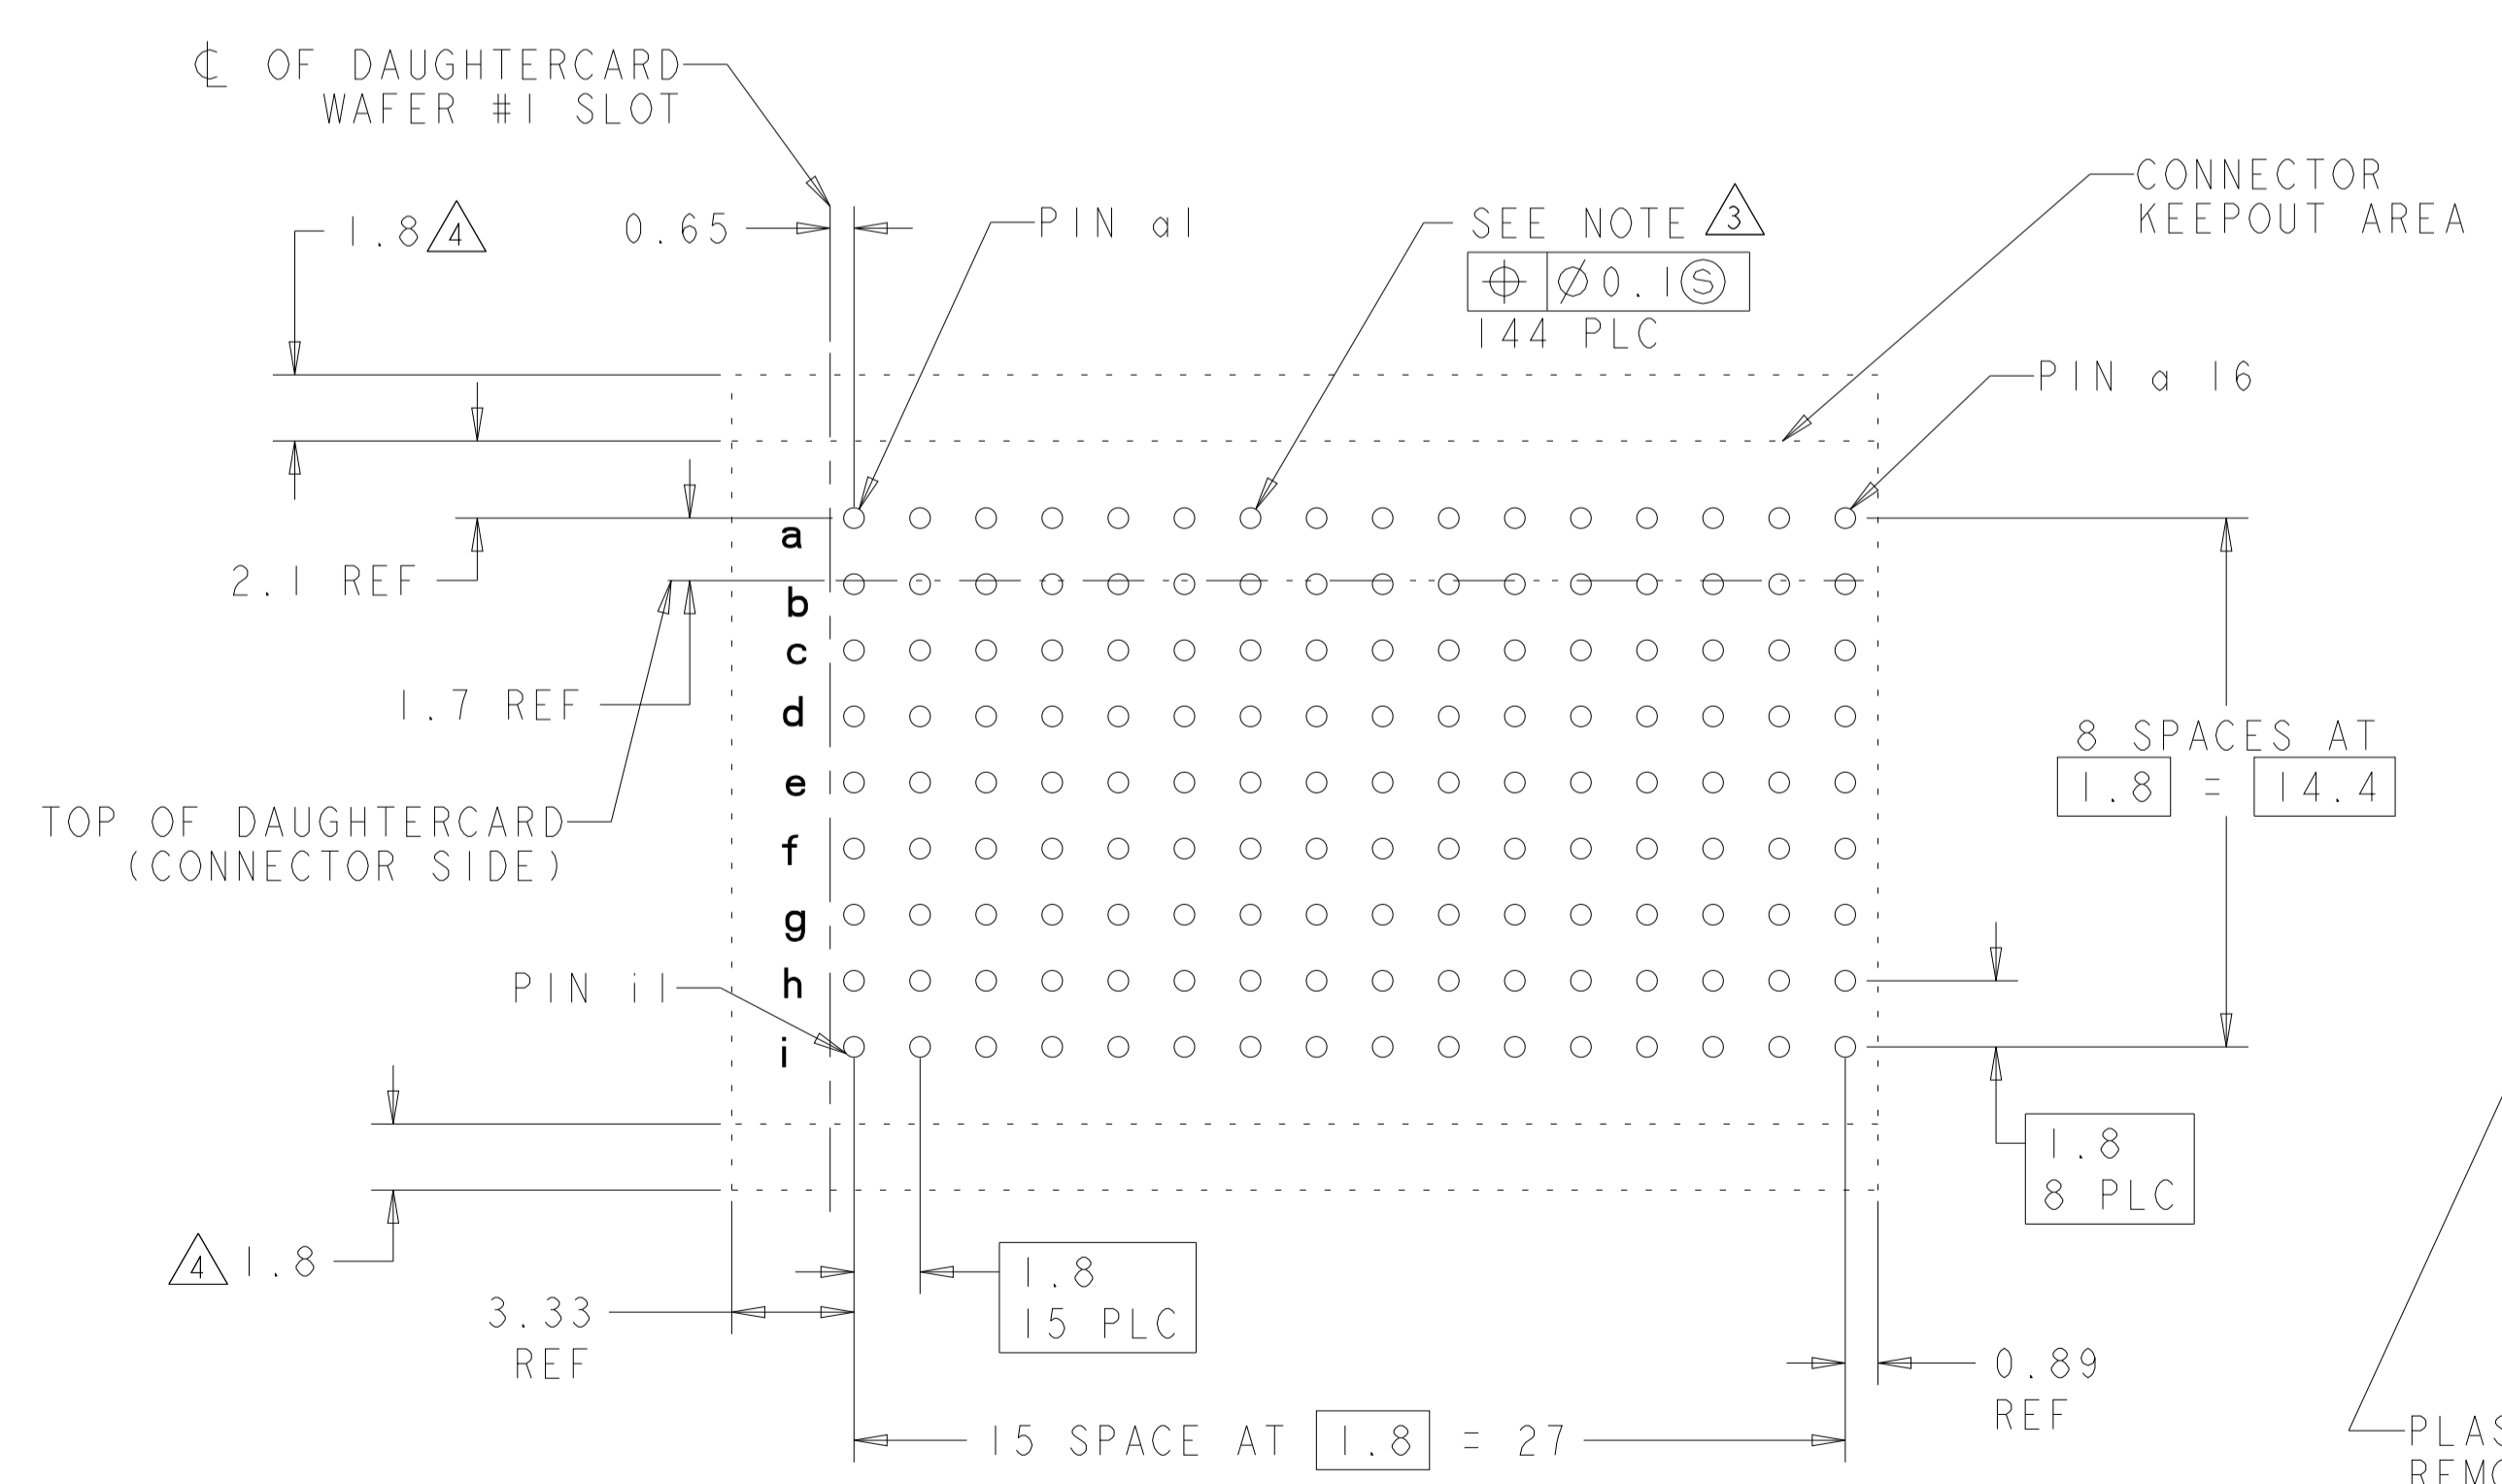 ℄ OF DAUGHTERCARD
WAFER #1 SLOT
1.8 4
0.65
PIN a1
SEE NOTE 3
⌖ ⌀0.1 Ⓢ
144 PLC
CONNECTOR
KEEPOUT AREA
PIN a 16
a
2.1 REF
b
c
1.7 REF
d
8 SPACES AT
1.8 = 14.4
e
TOP OF DAUGHTERCARD
(CONNECTOR SIDE)
f
g
h
PIN i1
i
1.8
8 PLC
4 1.8
1.8
15 PLC
3.33
REF
0.89
REF
15 SPACE AT 1.8 = 27